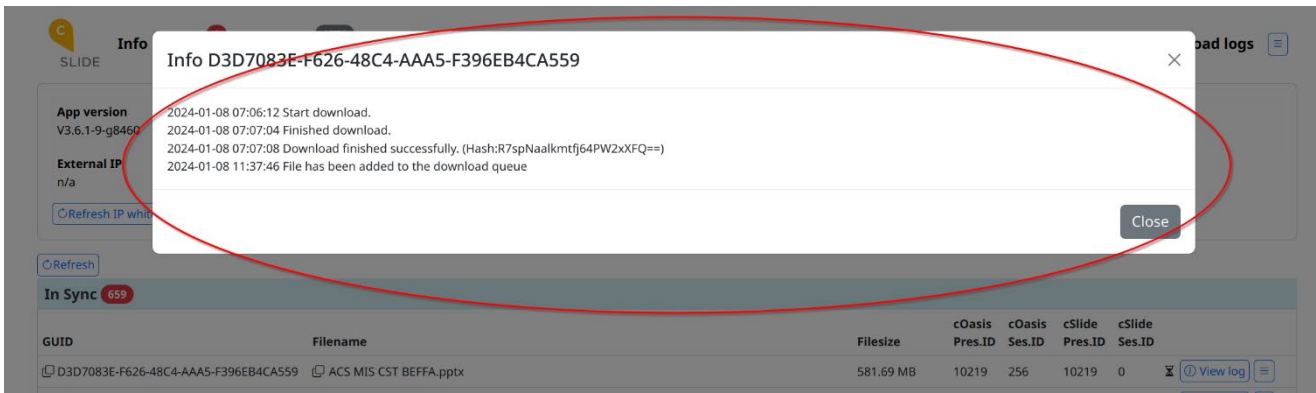 C
SLIDE
Info
oad logs
Info D3D7083E-F626-48C4-AAA5-F396EB4CA559
App version
V3.6.1-9-g8460
External IP
n/a
Refresh IP whit
2024-01-08 07:06:12 Start download.
2024-01-08 07:07:04 Finished download.
2024-01-08 07:07:08 Download finished successfully. (Hash:R7spNaalkmtfj64PW2xXFQ==)
2024-01-08 11:37:46 File has been added to the download queue
Close
Refresh
In Sync 659
GUID Filename Filesize cOasis Pres.ID cOasis Ses.ID cSlide Pres.ID cSlide Ses.ID
D3D7083E-F626-48C4-AAA5-F396EB4CA559 ACS MIS CST BEFFA.pptx 581.69 MB 10219 256 10219 0 View log